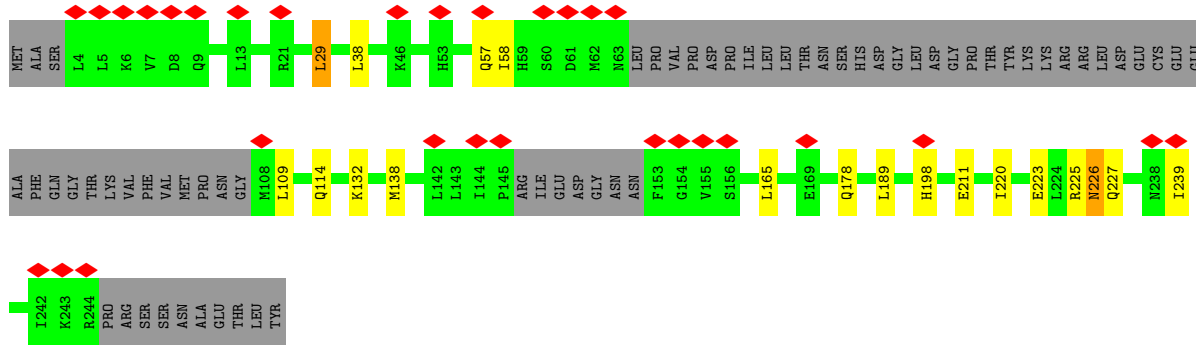 MET ALA SER L4 L5 K6 V7 D8 Q9 L13 R21 L29 L38 K46 H53 Q57 I58 H59 S60 D61 M62 N63 LEU PRO VAL PRO ASP PRO ILE LEU LEU THR ASN SER HIS ASP GLY LEU ASP GLY PRO THR TYR LYS LYS ARG ARG LEU ASP GLU CYS GLU
ALA PHE GLN GLY THR LYS VAL PHE VAL MET PRO ASN GLY M108 L109 Q114 K132 M138 L142 L143 I144 P145 ARG ILE GLU ASP GLY ASN ASN F153 G154 V155 S156 L165 E169 Q178 L189 H198 E211 I220 E223 L224 R225 N226 Q227 N238 I239
I242 K243 R244 PRO ARG SER SER ASN ALA GLU THR LEU TYR